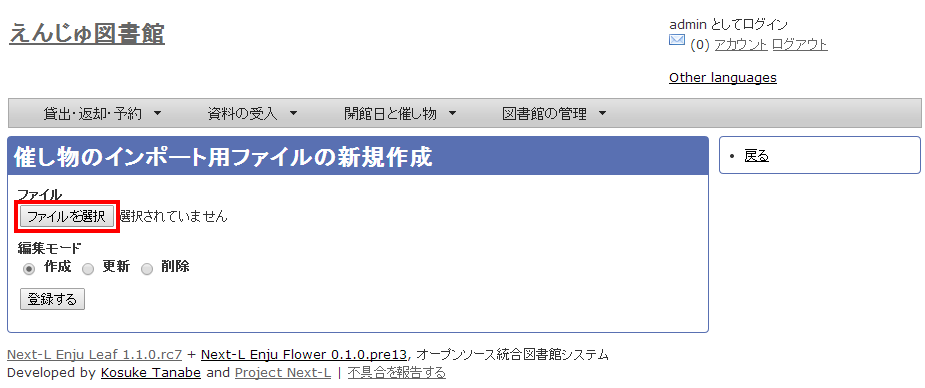 えんじゅ図書館
admin としてログイン
(0) アカウント ログアウト
Other languages
貸出・返却・予約 ▼ 資料の受入 ▼ 開館日と催し物 ▼ 図書館の管理 ▼
催し物のインポート用ファイルの新規作成
• 戻る
ファイル
ファイルを選択 選択されていません
編集モード
作成 更新 削除
登録する
Next-L Enju Leaf 1.1.0.rc7 + Next-L Enju Flower 0.1.0.pre13, オープンソース統合図書館システム
Developed by Kosuke Tanabe and Project Next-L | 不具合を報告する